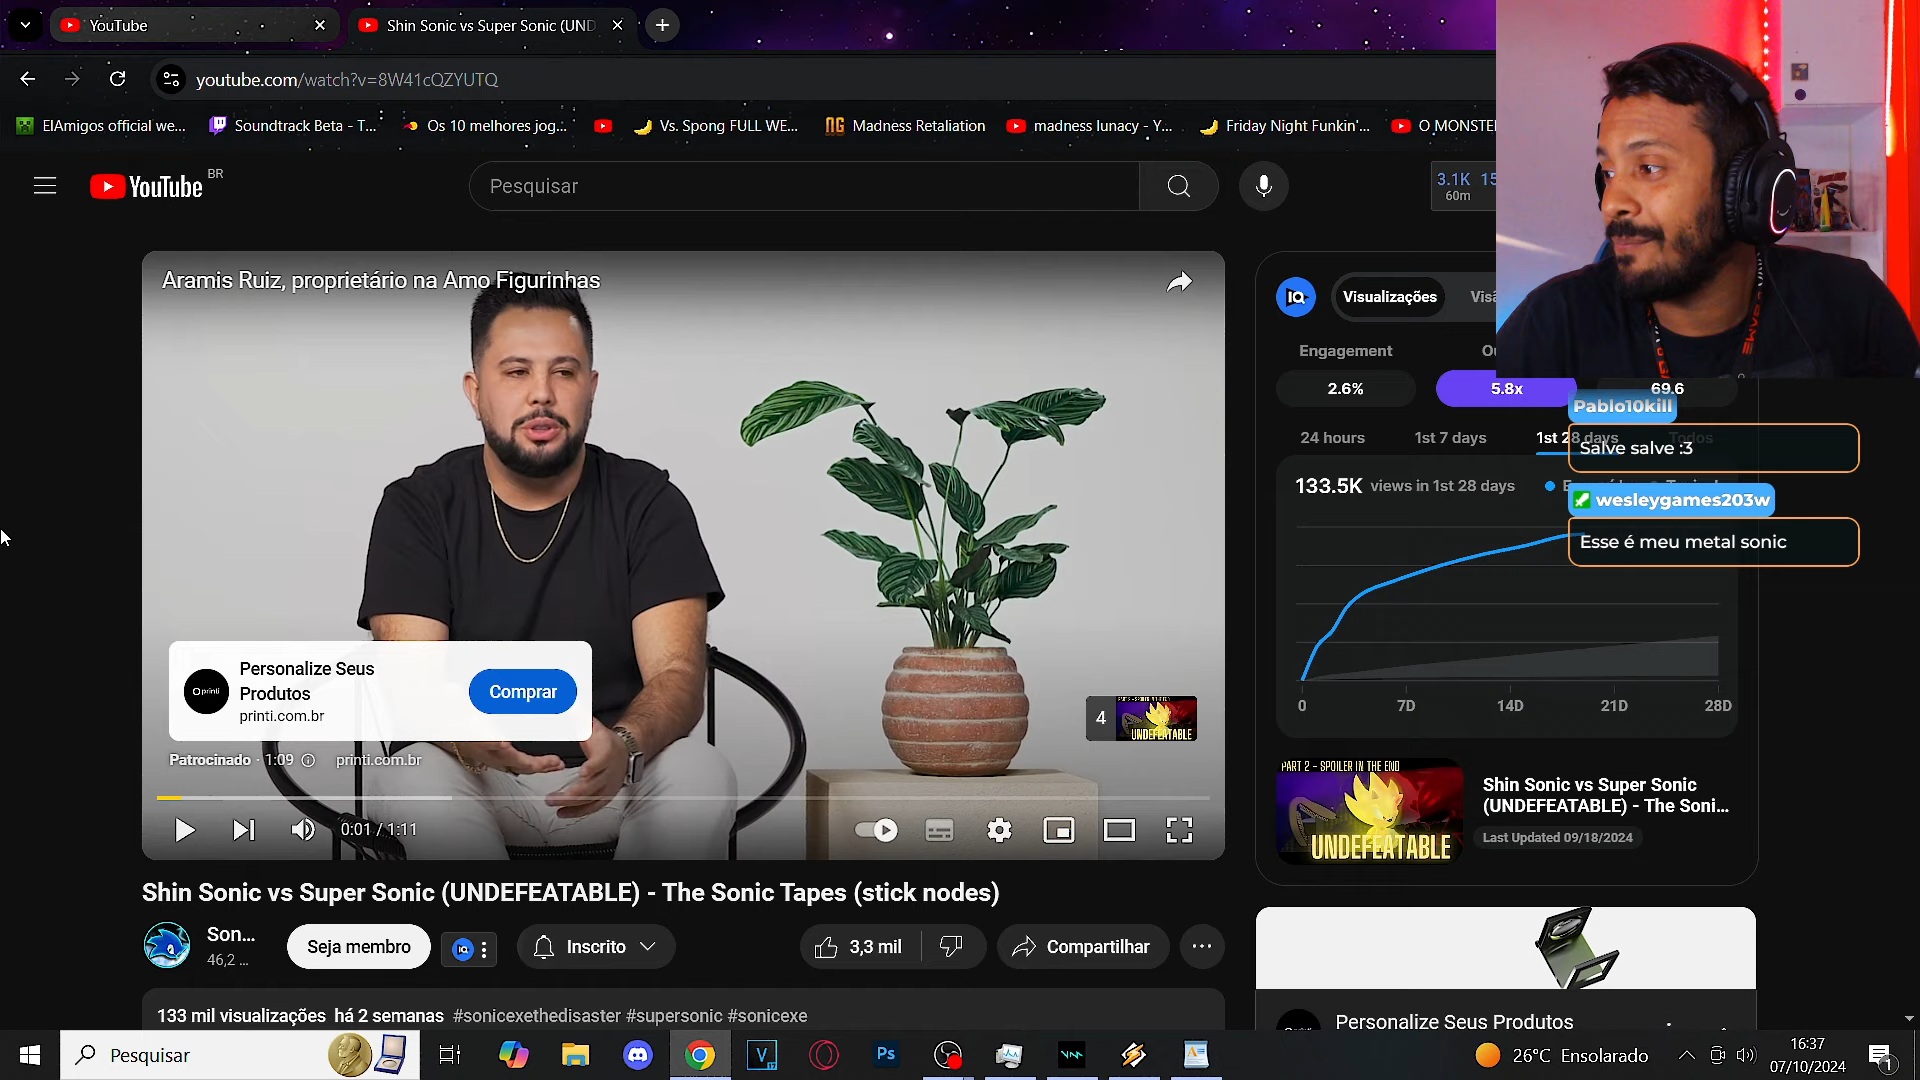 YouTube
Shin Sonic vs Super Sonic (UND
youtube.com/watch?v=8W41cQZYUTQ
ElAmigos official we...
Soundtrack Beta - T...
Os 10 melhores jog...
Vs. Spong FULL WE...
Madness Retaliation
madness lunacy - Y...
Friday Night Funkin'...
O MONSTE
YouTube BR
Pesquisar
3.1K 15
60m
Aramis Ruiz, proprietário na Amo Figurinhas
Personalize Seus
Produtos
printi.com.br
printi
Comprar
4
UNDEFEATABLE
Patrocinado · 1:09
printi.com.br
0:01 / 1:11
Shin Sonic vs Super Sonic (UNDEFEATABLE) - The Sonic Tapes (stick nodes)
Son...
46,2 ...
Seja membro
IQ
Inscrito
3,3 mil
Compartilhar
133 mil visualizações há 2 semanas #sonicexethedisaster #supersonic #sonicexe
IQ
Visualizações
Engagement
2.6%
5.8x
69.6
24 hours
1st 7 days
1st 28 days
Todos
133.5K views in 1st 28 days
0
7D
14D
21D
28D
Pablo10kill
Salve salve :3
wesleygames203w
Esse é meu metal sonic
PART 2 - SPOILER IN THE END
UNDEFEATABLE
Shin Sonic vs Super Sonic
(UNDEFEATABLE) - The Soni...
Last Updated 09/18/2024
Personalize Seus Produtos
Pesquisar
Ps
26°C Ensolarado
16:37
07/10/2024
1